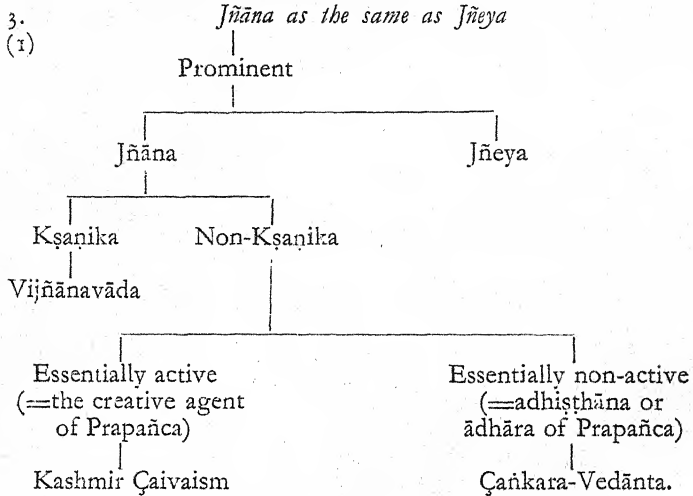 3. Jñāna as the same as Jñeya
(1)
Prominent
Jñāna Jñeya
Kṣaṇika Non-Kṣaṇika
Vijñānavāda
Essentially active Essentially non-active
(=the creative agent (=adhiṣṭhāna or
of Prapañca) ādhāra of Prapañca)
Kashmir Çaivaism Çaṅkara-Vedānta.